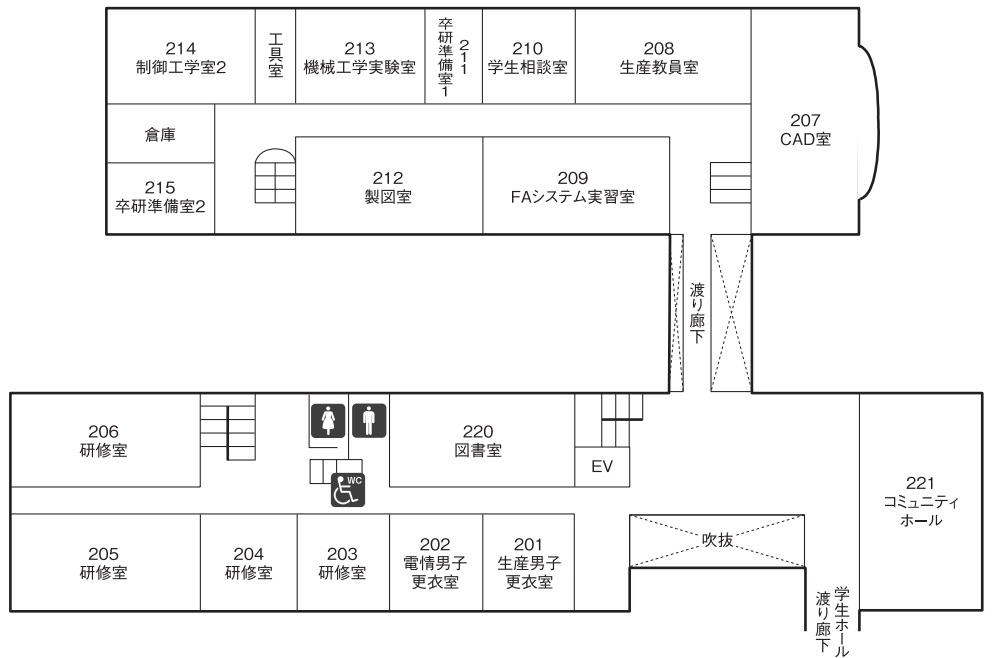 214
制御工学室2
工具室
213
機械工学実験室
211
卒研準備室1
210
学生相談室
208
生産教員室
207
CAD室
倉庫
215
卒研準備室2
212
製図室
209
FAシステム実習室
渡り廊下
206
研修室
220
図書室
EV
WC
221
コミュニティ
ホール
205
研修室
204
研修室
203
研修室
202
電情男子
更衣室
201
生産男子
更衣室
吹抜
学生ホール
渡り廊下